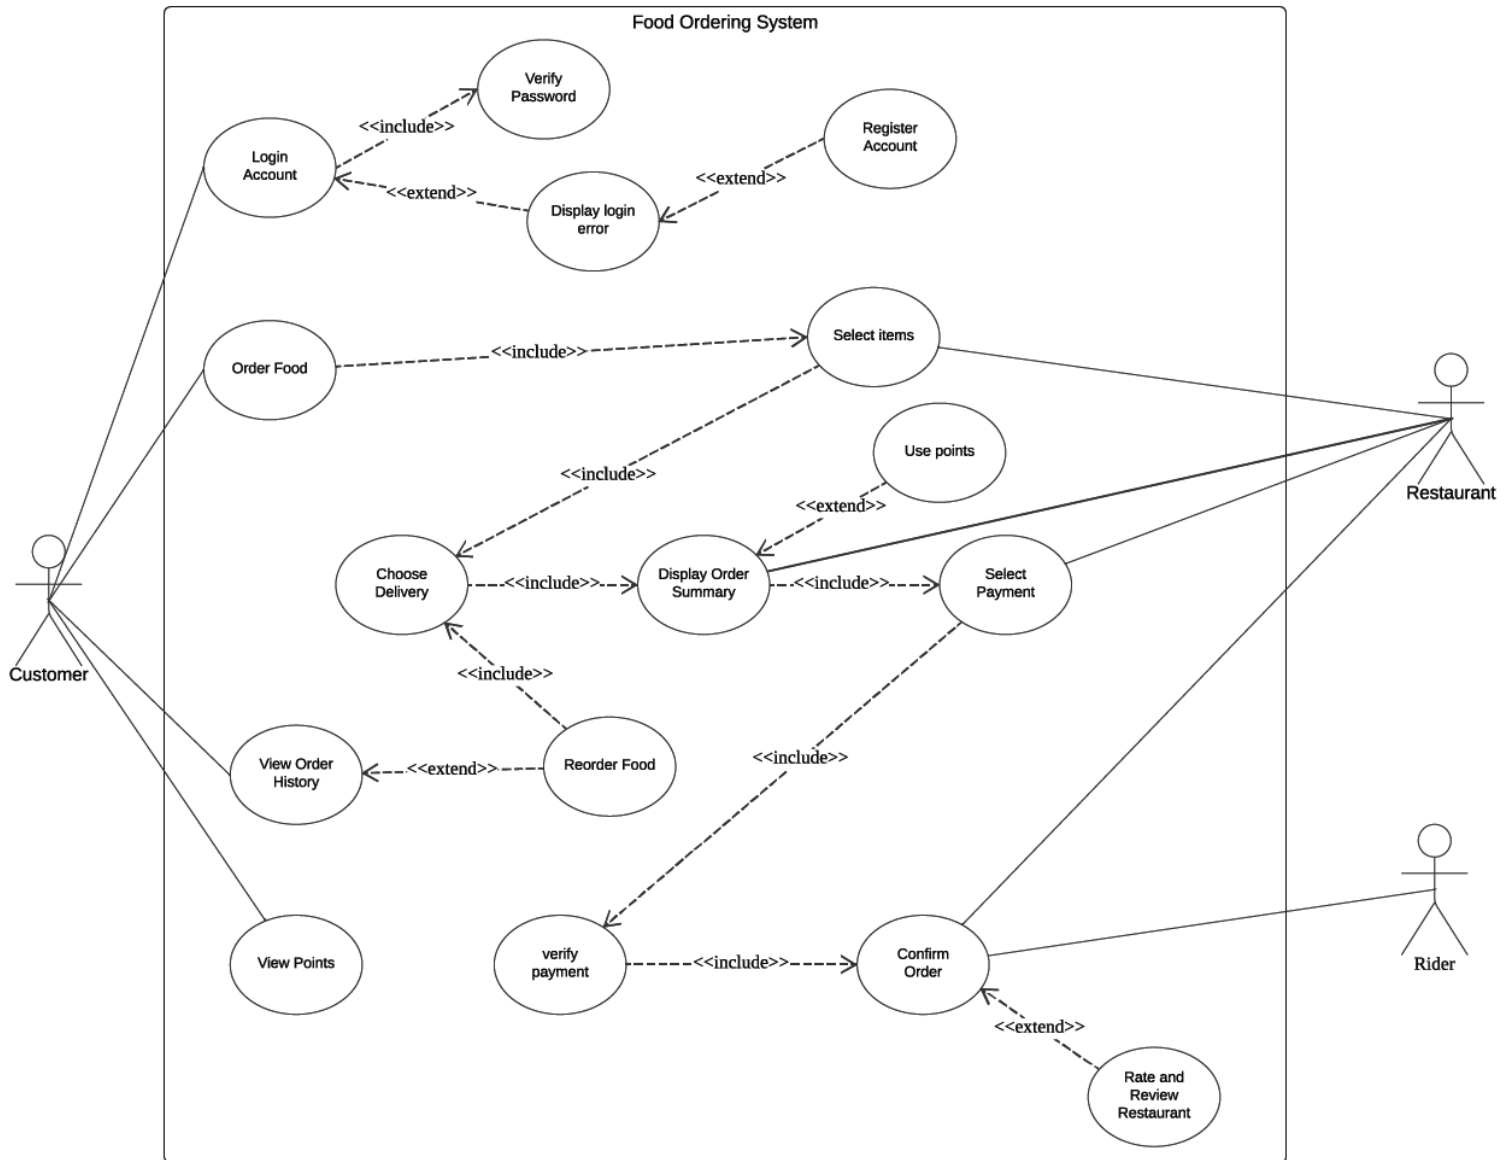 Food Ordering System
Verify
Password
<<include>>
Login
Account
Register
Account
<<extend>>
<<extend>>
Display login
error
Select items
<<include>>
Order Food
Use points
<<include>>
Restaurant
<<extend>>
Choose
Delivery
<<include>>
Display Order
Summary
<<include>>
Select
Payment
Customer
<<include>>
<<include>>
View Order
History
<<extend>>
Reorder Food
View Points
verify
payment
<<include>>
Confirm
Order
Rider
<<extend>>
Rate and
Review
Restaurant